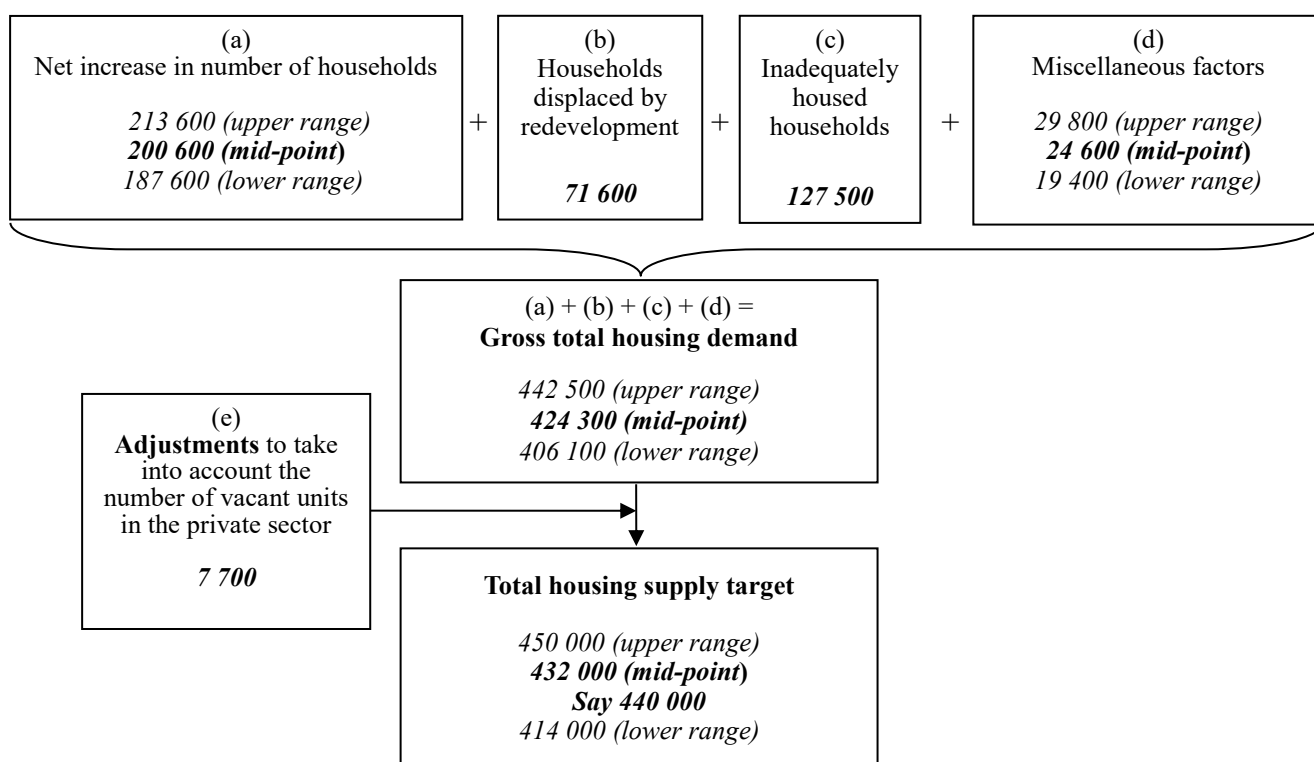 (a)
Net increase in number of households
213 600 (upper range)
200 600 (mid-point)
187 600 (lower range)
+
(b)
Households
displaced by
redevelopment
71 600
+
(c)
Inadequately
housed
households
127 500
+
(d)
Miscellaneous factors
29 800 (upper range)
24 600 (mid-point)
19 400 (lower range)
(a) + (b) + (c) + (d) =
Gross total housing demand
442 500 (upper range)
424 300 (mid-point)
406 100 (lower range)
(e)
Adjustments to take
into account the
number of vacant units
in the private sector
7 700
Total housing supply target
450 000 (upper range)
432 000 (mid-point)
Say 440 000
414 000 (lower range)